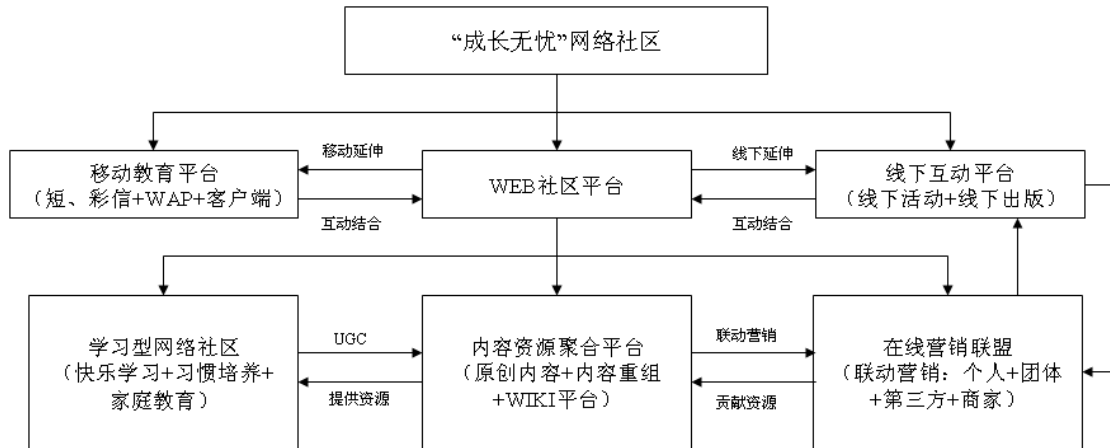 “成长无忧”网络社区
移动延伸
线下延伸
移动教育平台
（短、彩信+WAP+客户端）
WEB社区平台
线下互动平台
（线下活动+线下出版）
互动结合
互动结合
学习型网络社区
（快乐学习+习惯培养+
家庭教育）
UGC
提供资源
内容资源聚合平台
（原创内容+内容重组
+WIKI平台）
联动营销
贡献资源
在线营销联盟
（联动营销：个人+团体
+第三方+商家）